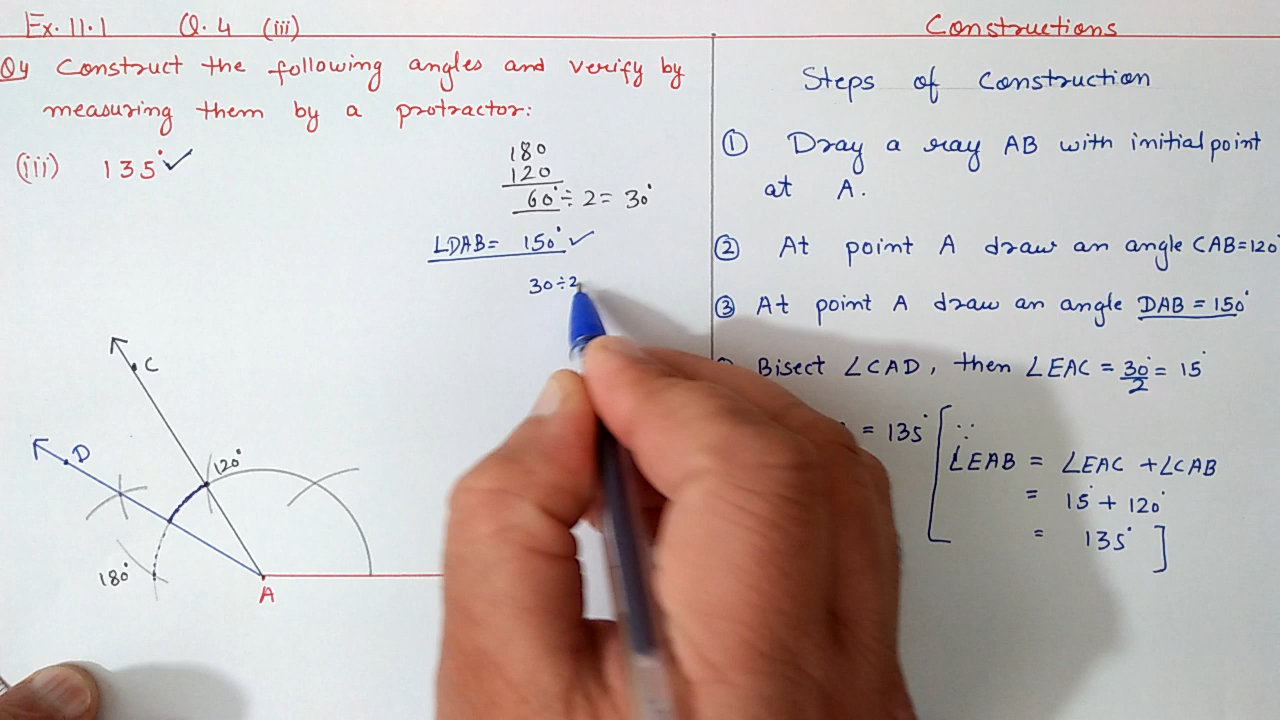 Ex. 11.1 Q. 4 (iii)
Q4 Construct the following angles and verify by
measuring them by a protractor:
(iii) 135° ✓
180
120
60° ÷ 2 = 30°
∠DAB = 150° ✓
30 ÷ 2
C
D
120°
180°
A
Constructions
Steps of Construction
① Dray a ray AB with initial point
at A.
② At point A draw an angle CAB = 120°
③ At point A draw an angle DAB = 150°
Bisect ∠CAD, then ∠EAC = 30°/2 = 15°
= 135° [ ∵
∠EAB = ∠EAC + ∠CAB
= 15° + 120°
= 135° ]